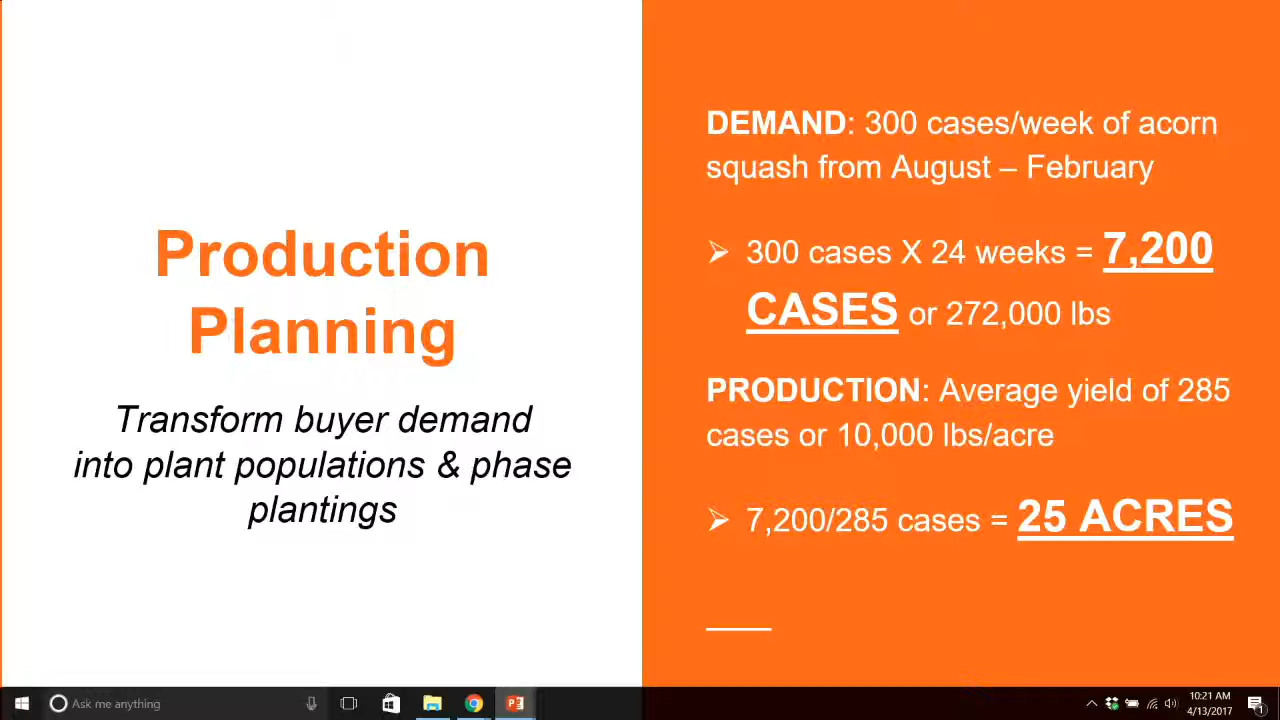 Production
Planning
Transform buyer demand
into plant populations & phase
plantings
DEMAND: 300 cases/week of acorn
squash from August – February
300 cases X 24 weeks = 7,200
CASES or 272,000 lbs
PRODUCTION: Average yield of 285
cases or 10,000 lbs/acre
7,200/285 cases = 25 ACRES
Ask me anything
10:21 AM
4/13/2017
1